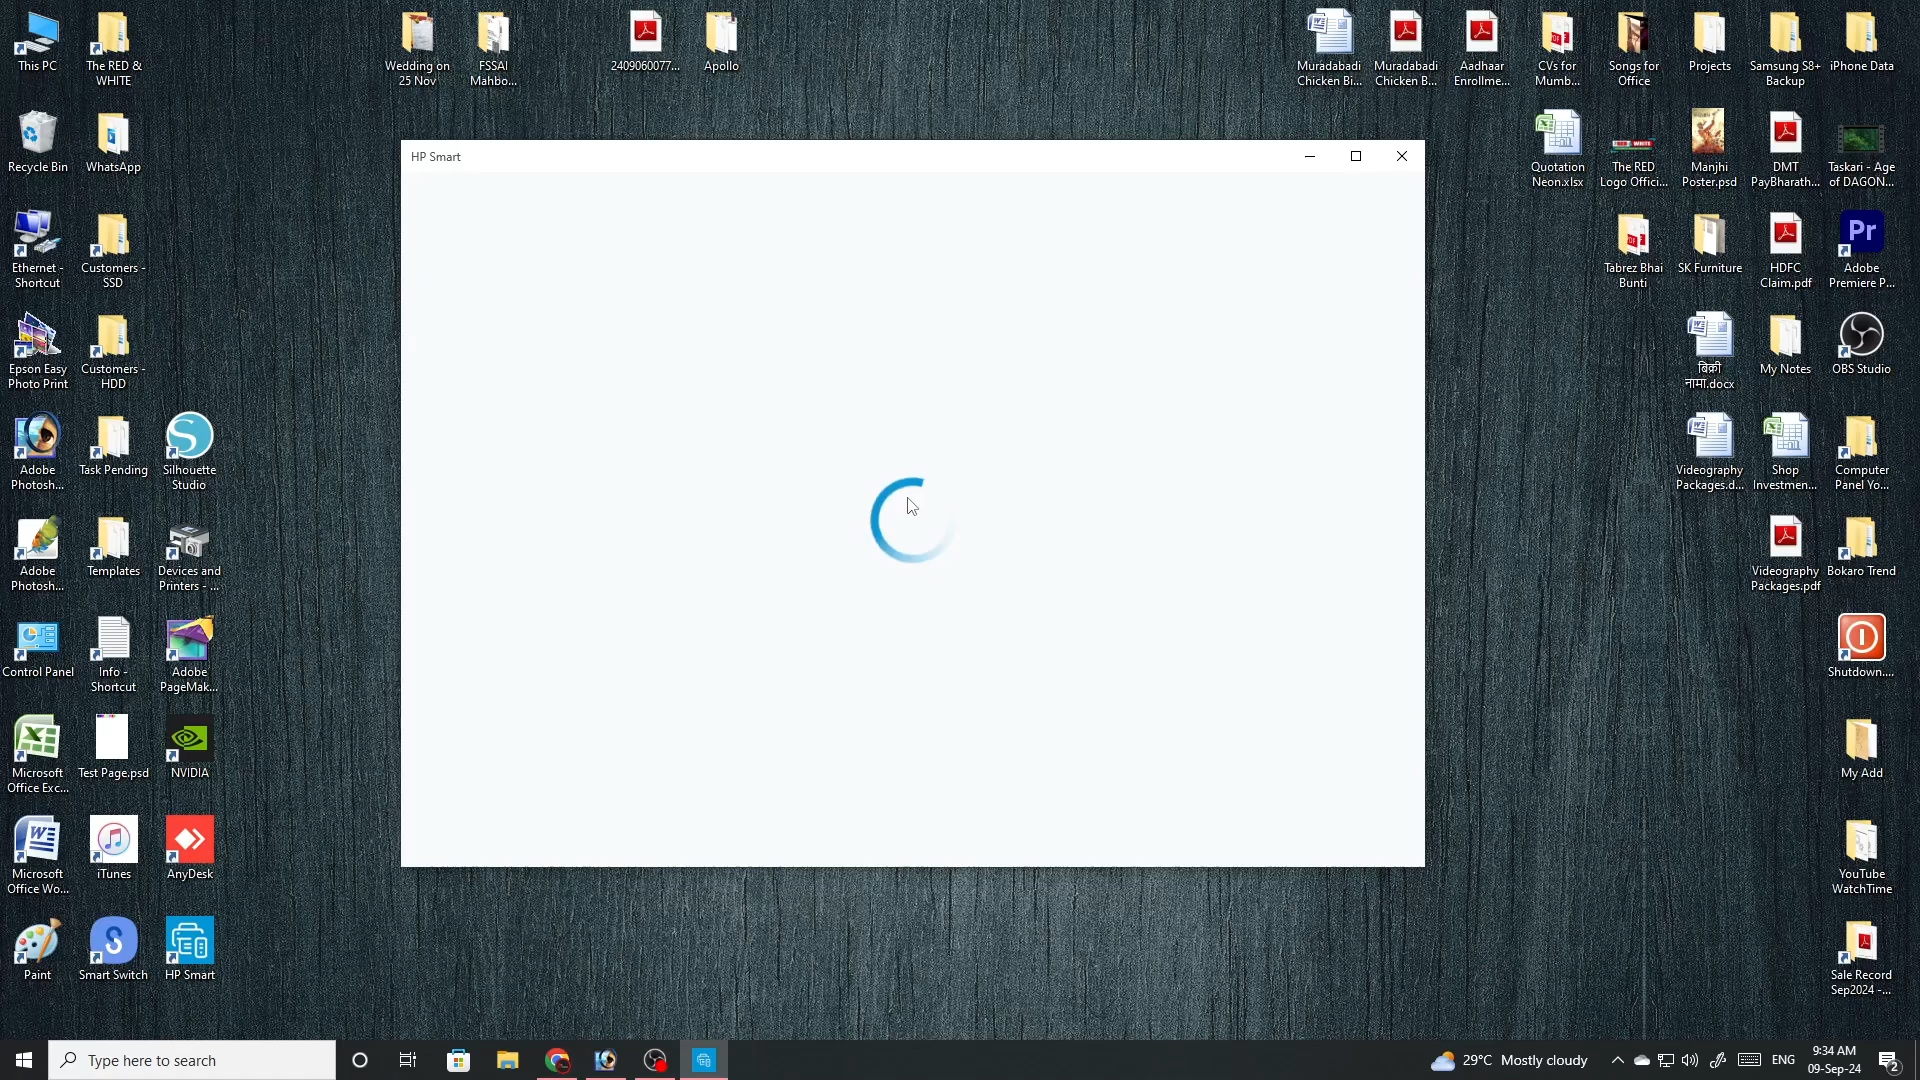 This PC
The RED &
WHITE
Wedding on
25 Nov
FSSAI
Mahbo...
2409060077...
Apollo
Muradabadi
Chicken Bi...
Muradabadi
Chicken B...
Aadhaar
Enrollme...
CVs for
Mumb...
Songs for
Office
Projects
Samsung S8+
Backup
iPhone Data
Recycle Bin
WhatsApp
HP Smart
Quotation
Neon.xlsx
The RED
Logo Offici...
Manjhi
Poster.psd
DMT
PayBharath...
Taskari - Age
of DAGON...
Ethernet -
Shortcut
Customers -
SSD
Tabrez Bhai
Bunti
SK Furniture
HDFC
Claim.pdf
Pr
Adobe
Premiere P...
Epson Easy
Photo Print
Customers -
HDD
बिक्री
नामा.docx
My Notes
OBS Studio
Adobe
Photosh...
Task Pending
Silhouette
Studio
Videography
Packages.d...
Shop
Investmen...
Computer
Panel Yo...
Adobe
Photosh...
Templates
Devices and
Printers - ...
Videography
Packages.pdf
Bokaro Trend
Control Panel
Info -
Shortcut
Adobe
PageMak...
Shutdown....
Microsoft
Office Exc...
Test Page.psd
NVIDIA
My Add
Microsoft
Office Wo...
iTunes
AnyDesk
YouTube
WatchTime
Paint
Smart Switch
HP Smart
Sale Record
Sep2024 -...
Type here to search
29°C Mostly cloudy
ENG
9:34 AM
09-Sep-24
2